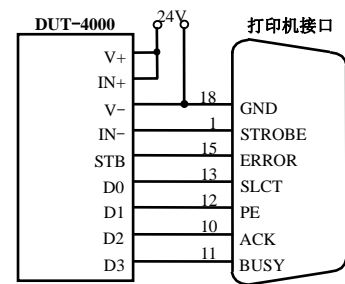 DUT-4000
24V
打印机接口
V+
IN+
V-
18
GND
IN-
1
STROBE
STB
15
ERROR
D0
13
SLCT
D1
12
PE
D2
10
ACK
D3
11
BUSY